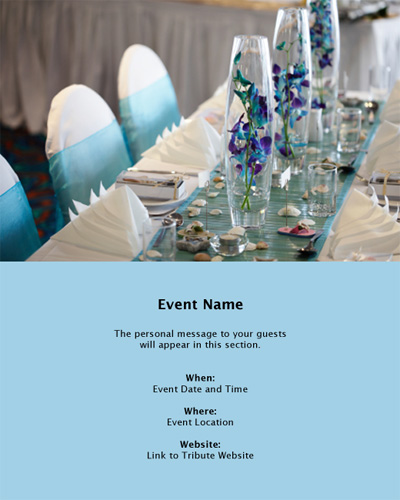 Event Name
The personal message to your guests
will appear in this section.
When:
Event Date and Time
Where:
Event Location
Website:
Link to Tribute Website